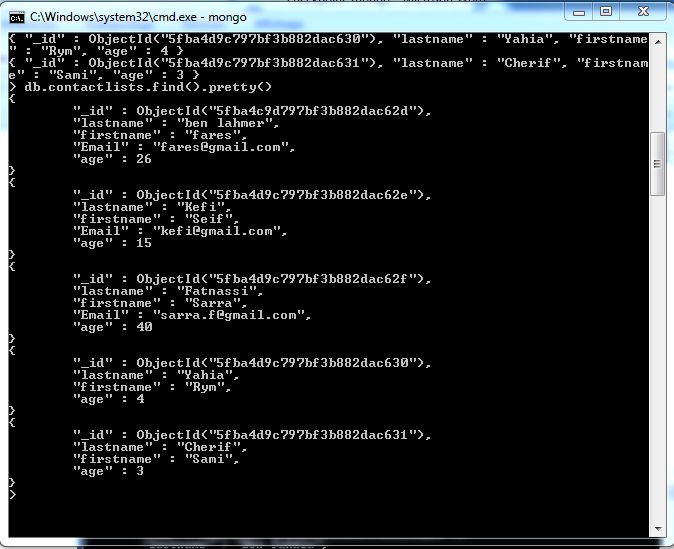 C:\Windows\system32\cmd.exe - mongo
{ "_id" : ObjectId("5fba4d9c797bf3b882dac630"), "lastname" : "Yahia", "firstname
" : "Rym", "age" : 4 }
{ "_id" : ObjectId("5fba4d9c797bf3b882dac631"), "lastname" : "Cherif", "firstnam
e" : "Sami", "age" : 3 }
> db.contactlists.find().pretty()
{
"_id" : ObjectId("5fba4c9d797bf3b882dac62d"),
"lastname" : "ben lahmer",
"firstname" : "fares",
"Email" : "fares@gmail.com",
"age" : 26
}
{
"_id" : ObjectId("5fba4d9c797bf3b882dac62e"),
"lastname" : "Kefi",
"firstname" : "Seif",
"Email" : "kefi@gmail.com",
"age" : 15
}
{
"_id" : ObjectId("5fba4d9c797bf3b882dac62f"),
"lastname" : "Fatnassi",
"firstname" : "Sarra",
"Email" : "sarra.f@gmail.com",
"age" : 40
}
{
"_id" : ObjectId("5fba4d9c797bf3b882dac630"),
"lastname" : "Yahia",
"firstname" : "Rym",
"age" : 4
}
{
"_id" : ObjectId("5fba4d9c797bf3b882dac631"),
"lastname" : "Cherif",
"firstname" : "Sami",
"age" : 3
}
>